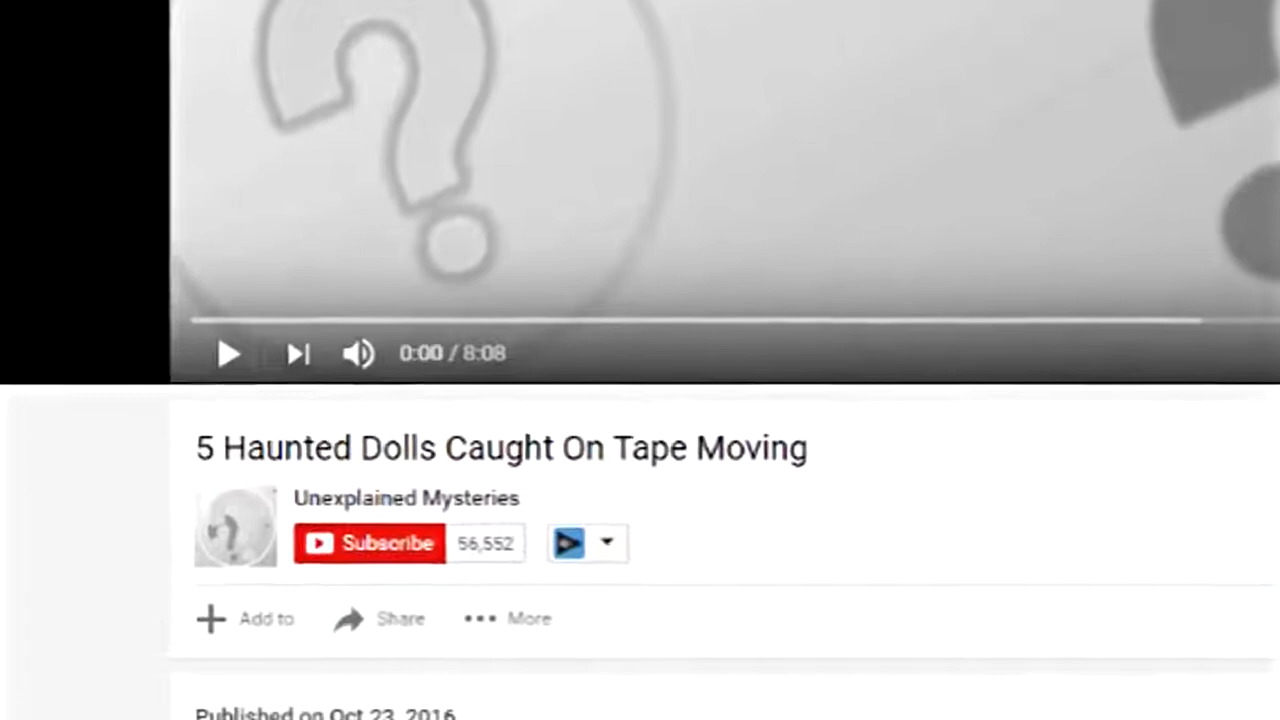 0:00 / 8:08
5 Haunted Dolls Caught On Tape Moving
Unexplained Mysteries
Subscribe 56,552
Add to Share More
Published on Oct 23, 2016